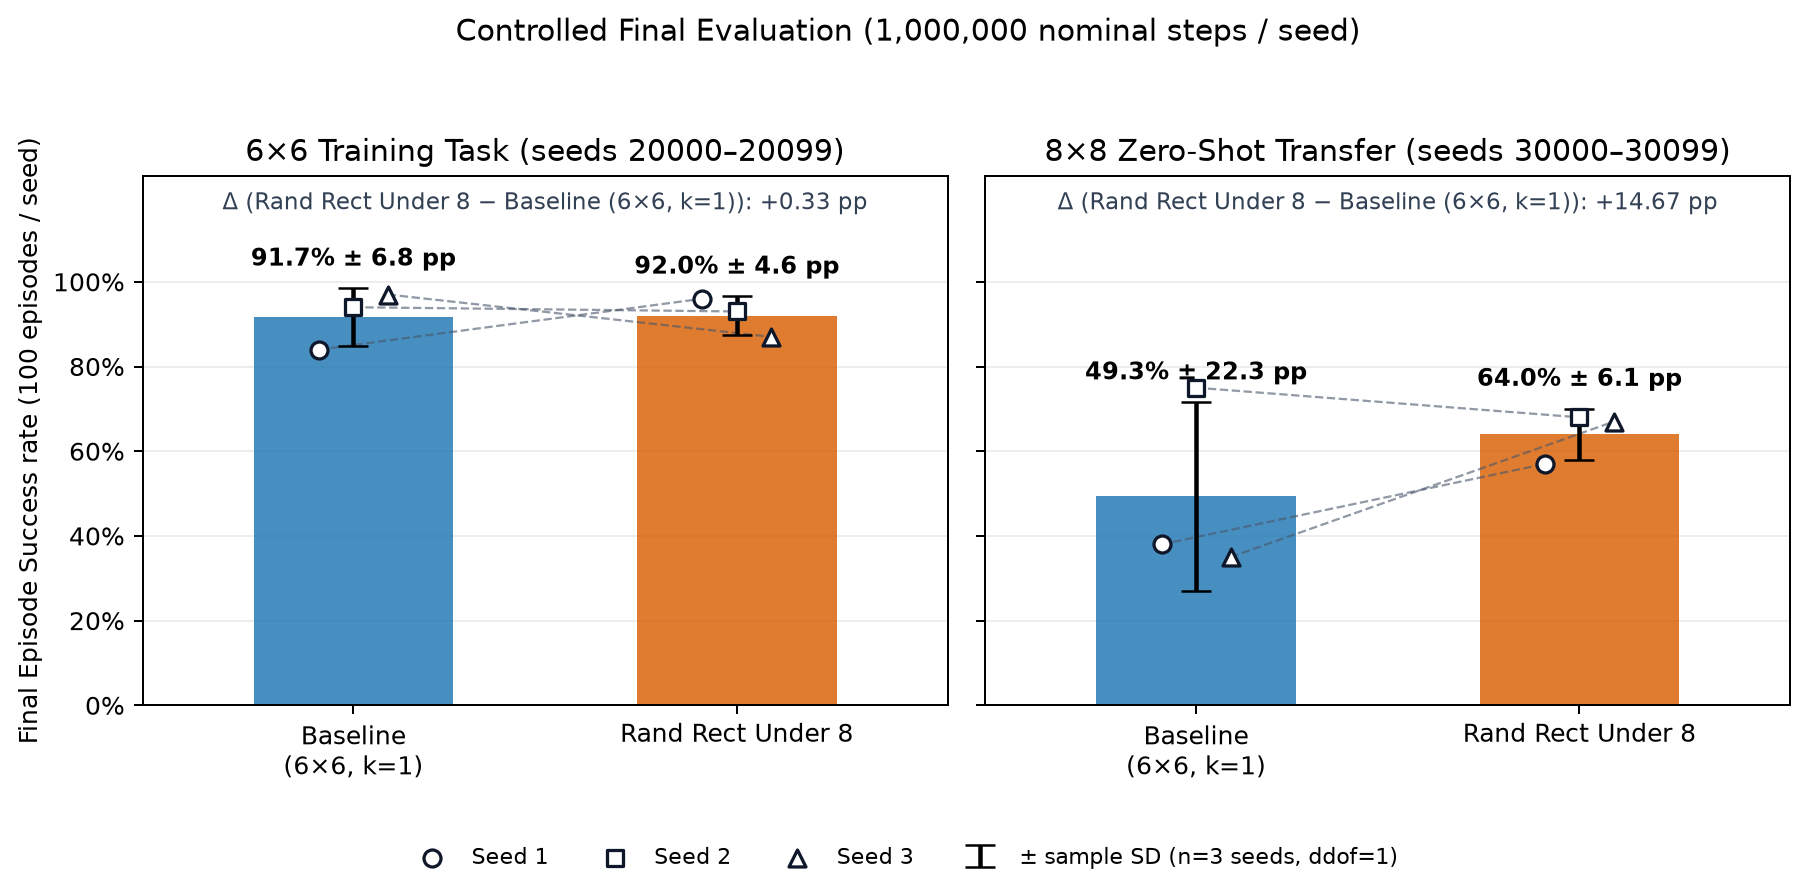 Controlled Final Evaluation (1,000,000 nominal steps / seed)
Final Episode Success rate (100 episodes / seed)
6×6 Training Task (seeds 20000–20099)
Δ (Rand Rect Under 8 − Baseline (6×6, k=1)): +0.33 pp
91.7% ± 6.8 pp
92.0% ± 4.6 pp
100%
80%
60%
40%
20%
0%
Baseline
(6×6, k=1)
Rand Rect Under 8
8×8 Zero-Shot Transfer (seeds 30000–30099)
Δ (Rand Rect Under 8 − Baseline (6×6, k=1)): +14.67 pp
49.3% ± 22.3 pp
64.0% ± 6.1 pp
Baseline
(6×6, k=1)
Rand Rect Under 8
Seed 1
Seed 2
Seed 3
± sample SD (n=3 seeds, ddof=1)